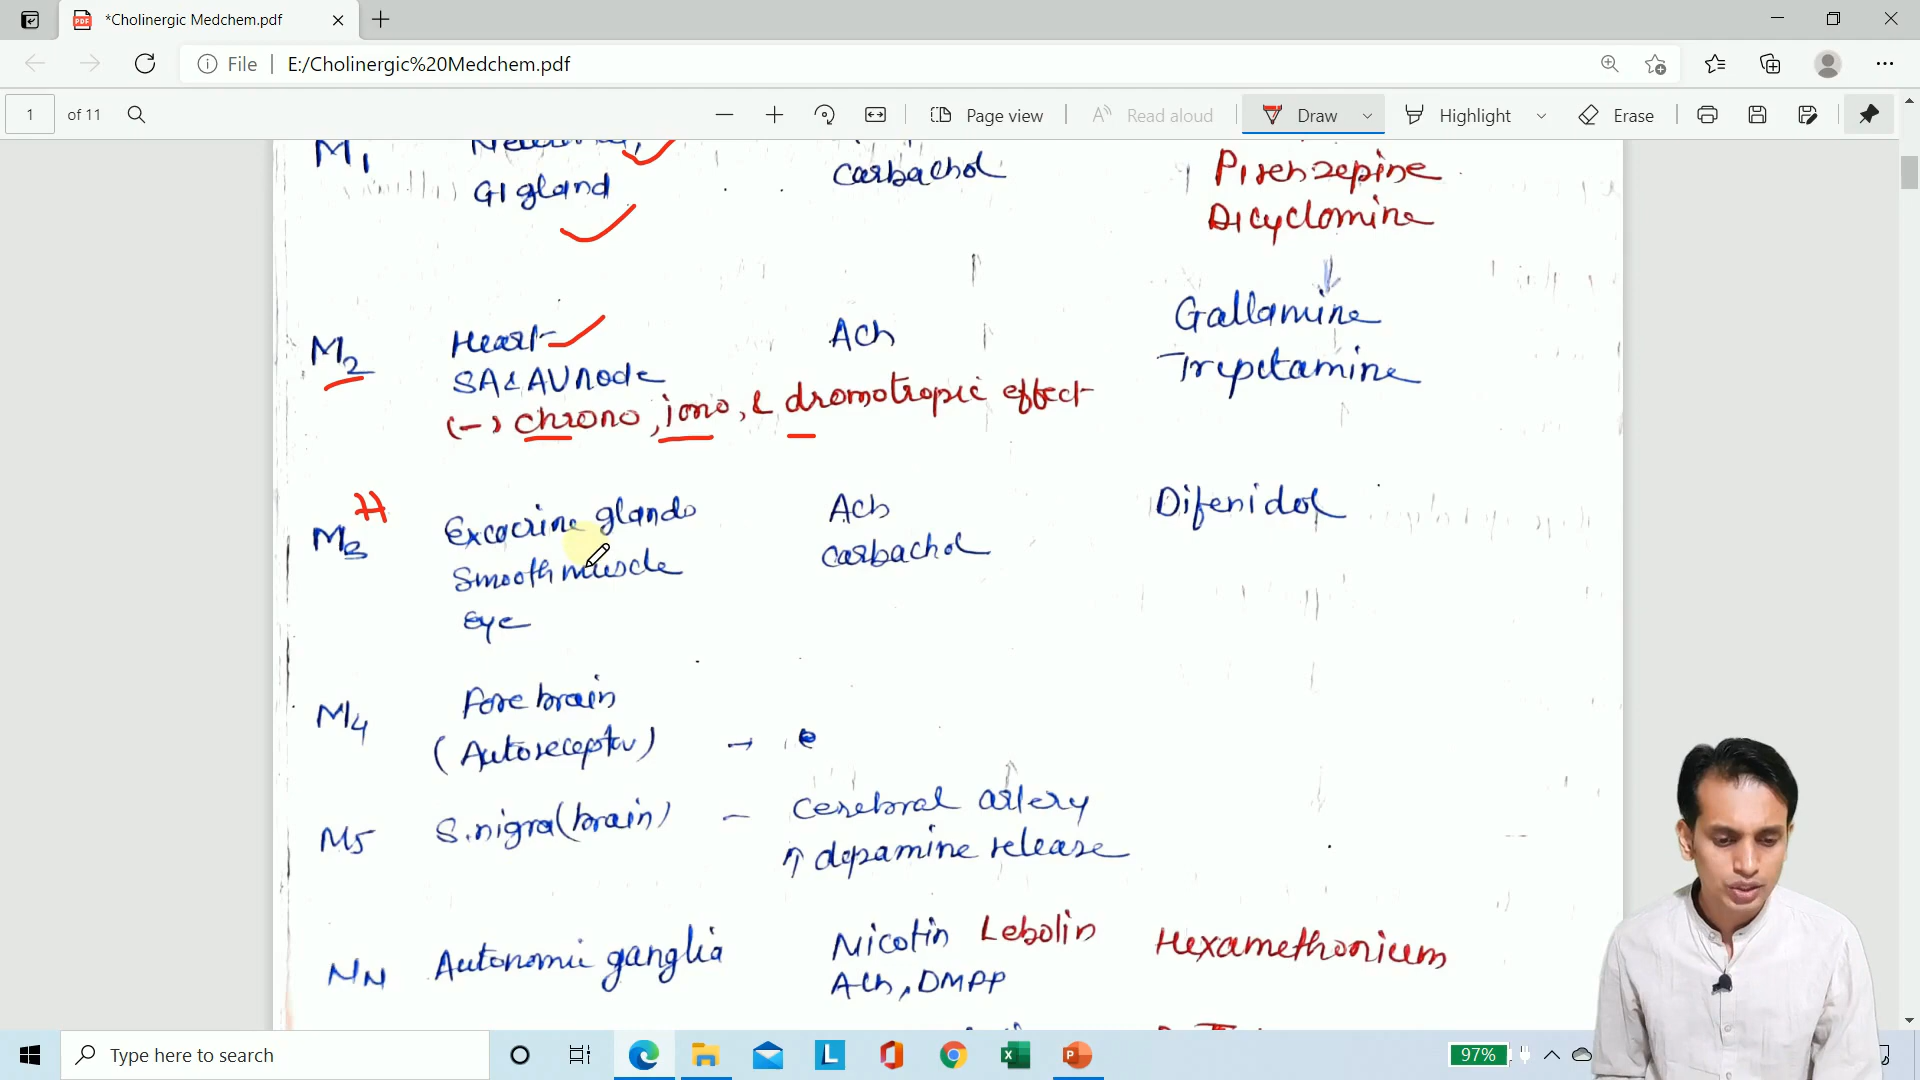 *Cholinergic Medchem.pdf
File E:/Cholinergic%20Medchem.pdf
1 of 11 Page view Read aloud Draw Highlight Erase
M1
GI gland Carbachol Pirenzepine
Dicyclomine
M2 Heart Ach Gallamine
SA & AV node Trepitamine
(-) chrono, iono, & dromotropic effect
M3 Exocrine glands Ach Difenidol
Smooth muscle Carbachol
Eye
M4 Fore brain
(Autoreceptor) →
M5 S.nigra (brain) – Cerebral artery
↑ dopamine release
NN Autonomic ganglia Nicotin Lebolin Hexamethonium
Ach, DMPP
Type here to search 97%